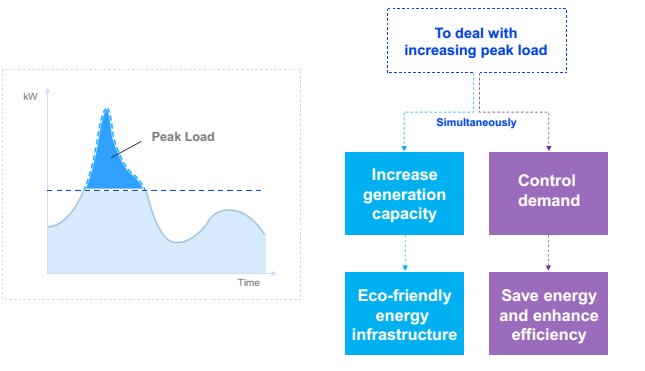 kW
Peak Load
Time
To deal with
increasing peak load
Simultaneously
Increase
generation
capacity
Control
demand
Eco-friendly
energy
infrastructure
Save energy
and enhance
efficiency